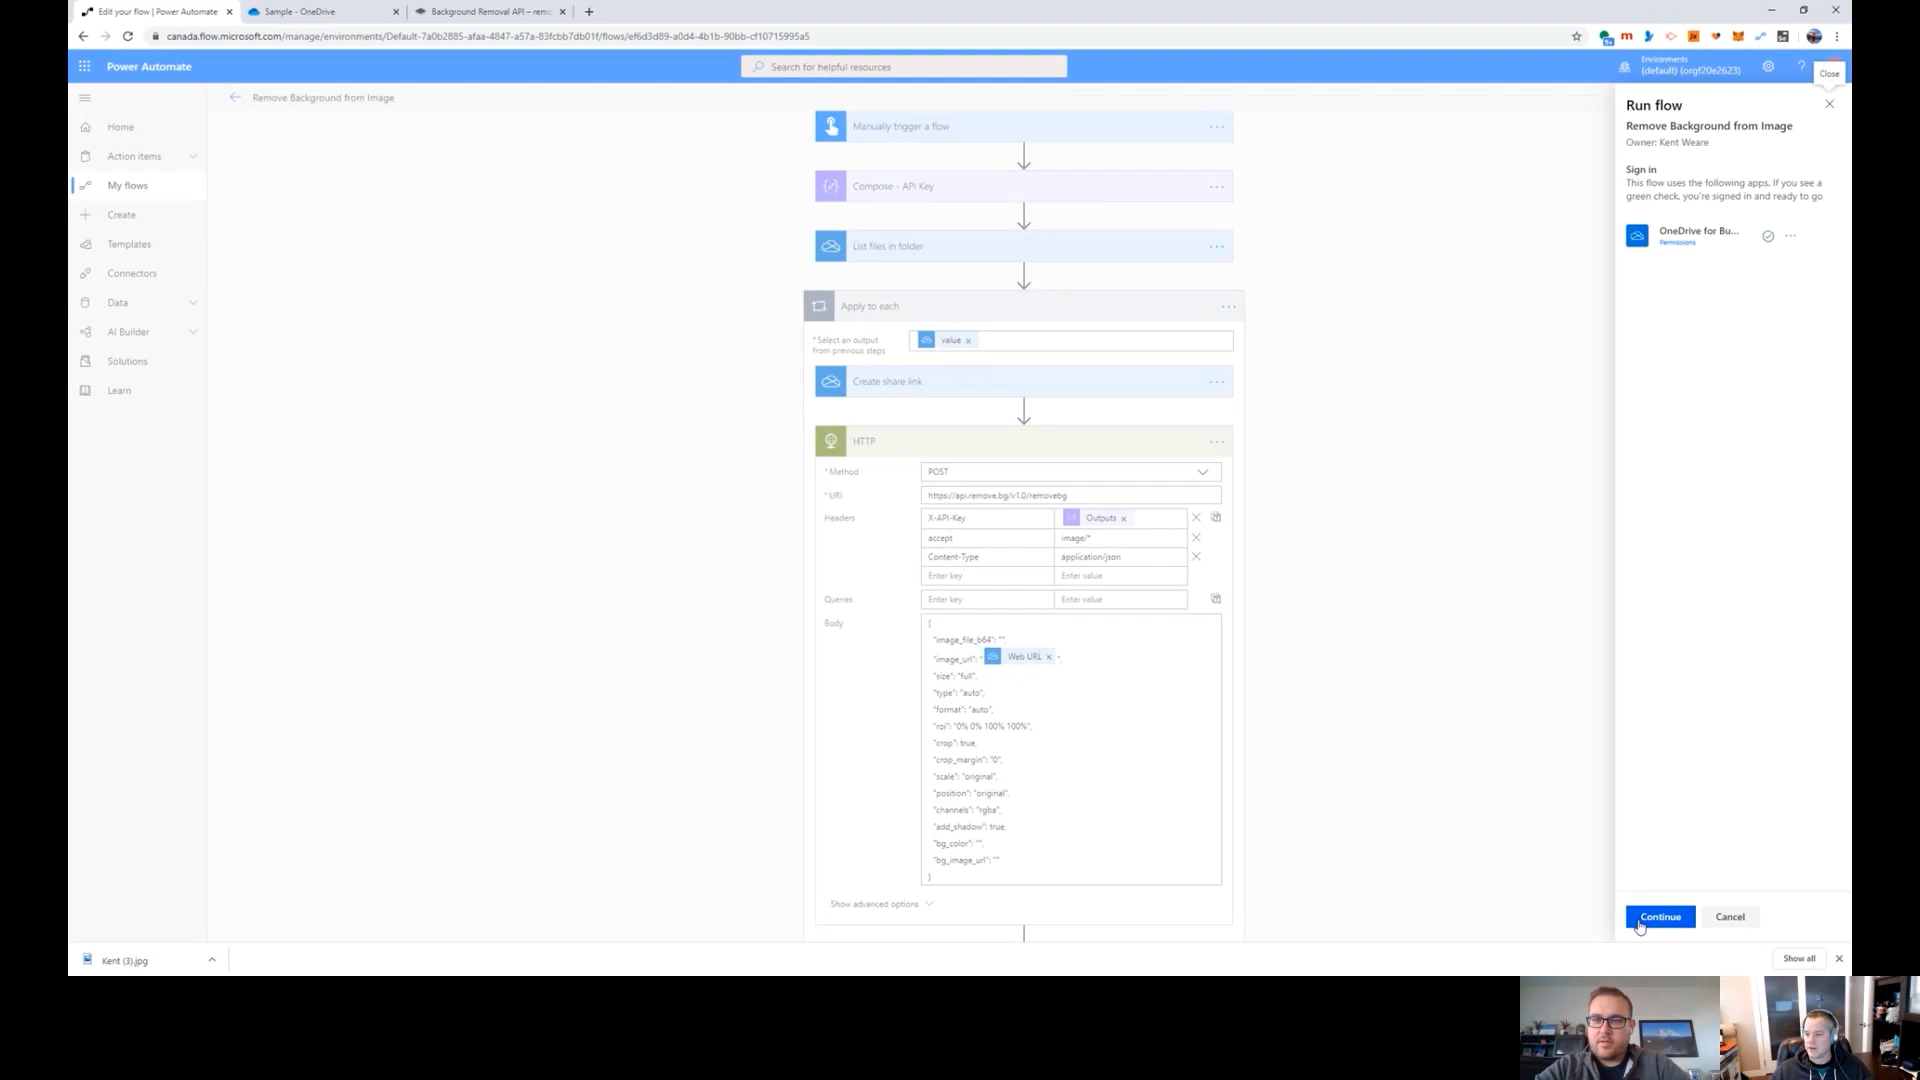 Edit your flow | Power Automate
Sample - OneDrive
Background Removal API – remo
canada.flow.microsoft.com/manage/environments/Default-7a0b2885-afaa-4847-a57a-83fcbb7db01f/flows/ef6d3d89-a0d4-4b1b-90bb-cf10715995a5
Power Automate
Search for helpful resources
Environments
(default) (orgf20e2623)
?
Close
Remove Background from Image
Home
Action items
My flows
Create
Templates
Connectors
Data
AI Builder
Solutions
Learn
Manually trigger a flow
Compose - API Key
List files in folder
Apply to each
* Select an output
from previous steps
value
Create share link
HTTP
* Method
POST
* URI
https://api.remove.bg/v1.0/removebg
Headers
X-API-Key
Outputs
accept
image/*
Content-Type
application/json
Enter key
Enter value
Queries
Enter key
Enter value
Body
{
"image_file_b64": "",
"image_url": " Web URL ",
"size": "full",
"type": "auto",
"format": "auto",
"roi": "0% 0% 100% 100%",
"crop": true,
"crop_margin": "0",
"scale": "original",
"position": "original",
"channels": "rgba",
"add_shadow": true,
"bg_color": "",
"bg_image_url": ""
}
Show advanced options
Run flow
Remove Background from Image
Owner: Kent Weare
Sign in
This flow uses the following apps. If you see a
green check, you're signed in and ready to go
OneDrive for Bu...
Permissions
Continue
Cancel
Kent (3).jpg
Show all